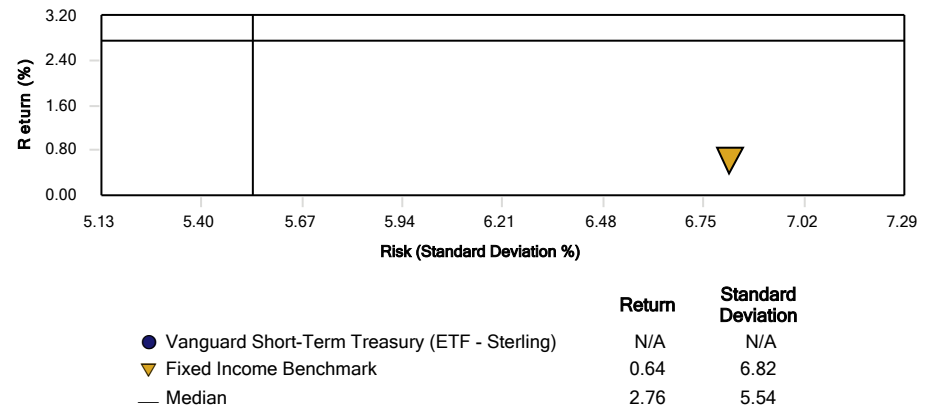 3.20
2.40
1.60
0.80
0.00
Return (%)
5.13 5.40 5.67 5.94 6.21 6.48 6.75 7.02 7.29
Risk (Standard Deviation %)
Return Standard Deviation
Vanguard Short-Term Treasury (ETF - Sterling) N/A N/A
Fixed Income Benchmark 0.64 6.82
Median 2.76 5.54